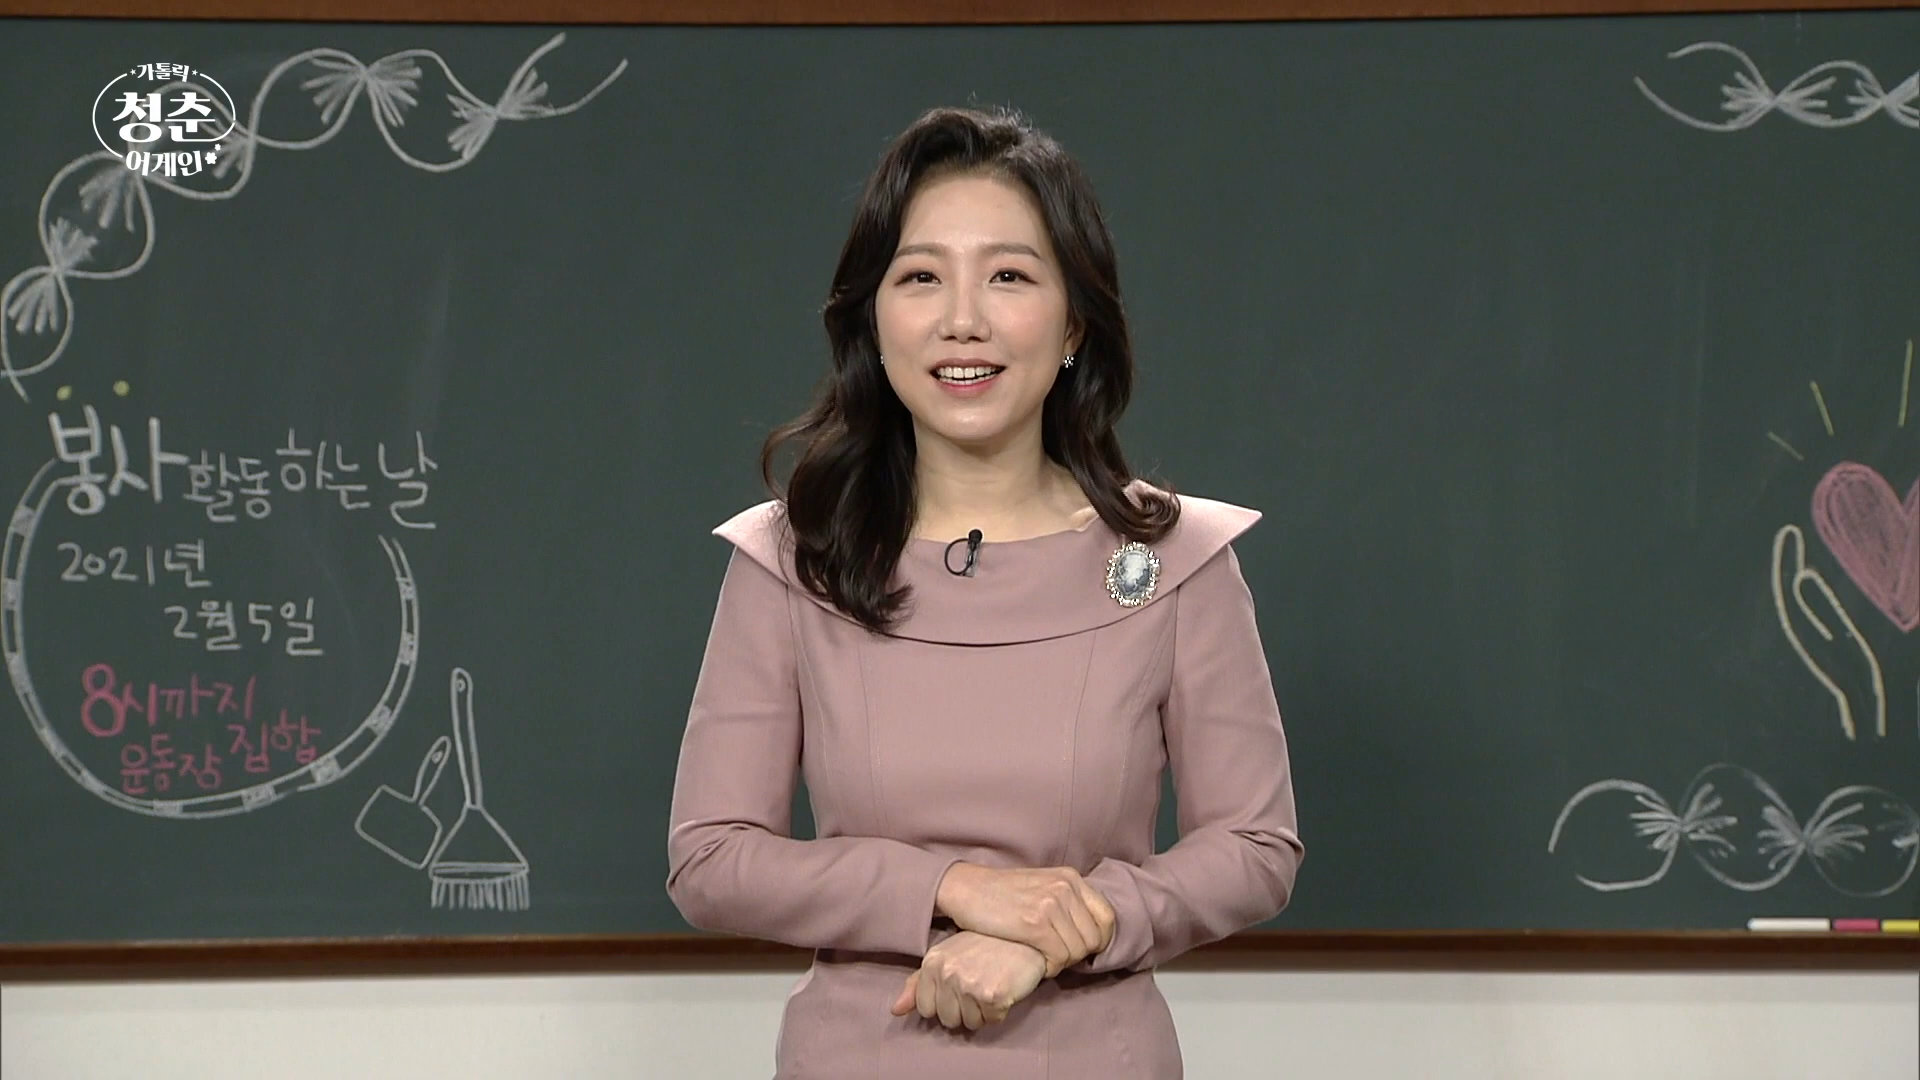 가톨릭
청춘
어게인
봉사 활동하는 날
2021년
2월 5일
8시까지
운동장 집합